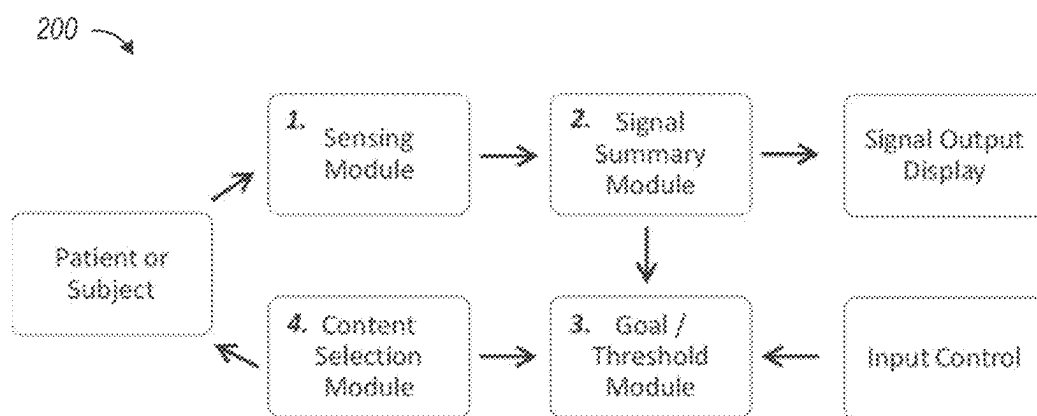 200
1. Sensing
Module
2. Signal
Summary
Module
Signal Output
Display
Patient or
Subject
4. Content
Selection
Module
3. Goal /
Threshold
Module
Input Control